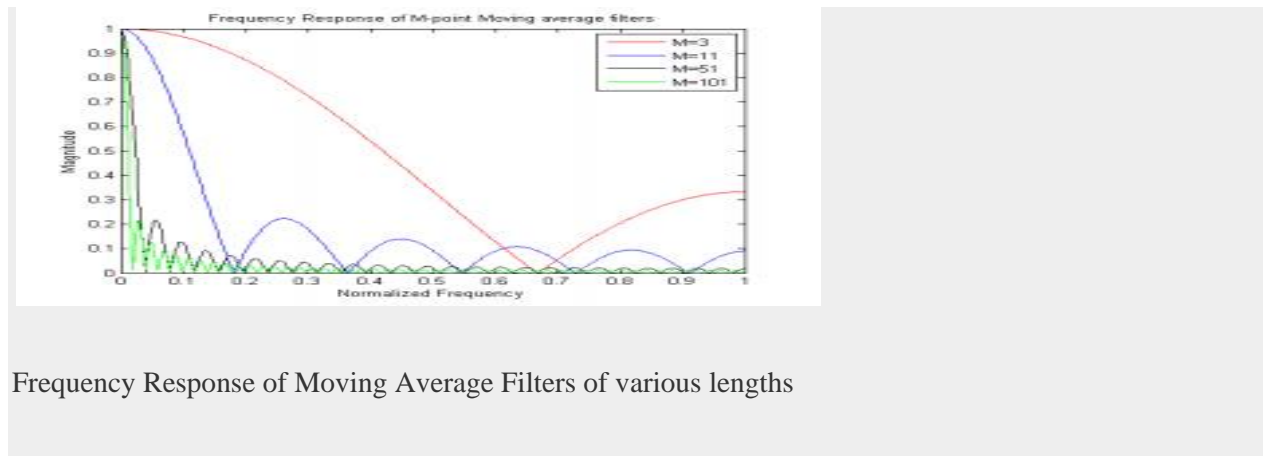 Frequency Response of M-point Moving average filters
M=3
M=11
M=51
M=101
1
0.9
0.8
0.7
0.6
0.5
0.4
0.3
0.2
0.1
0
Magnitude
0 0.1 0.2 0.3 0.4 0.5 0.6 0.7 0.8 0.9 1
Normalized Frequency
Frequency Response of Moving Average Filters of various lengths